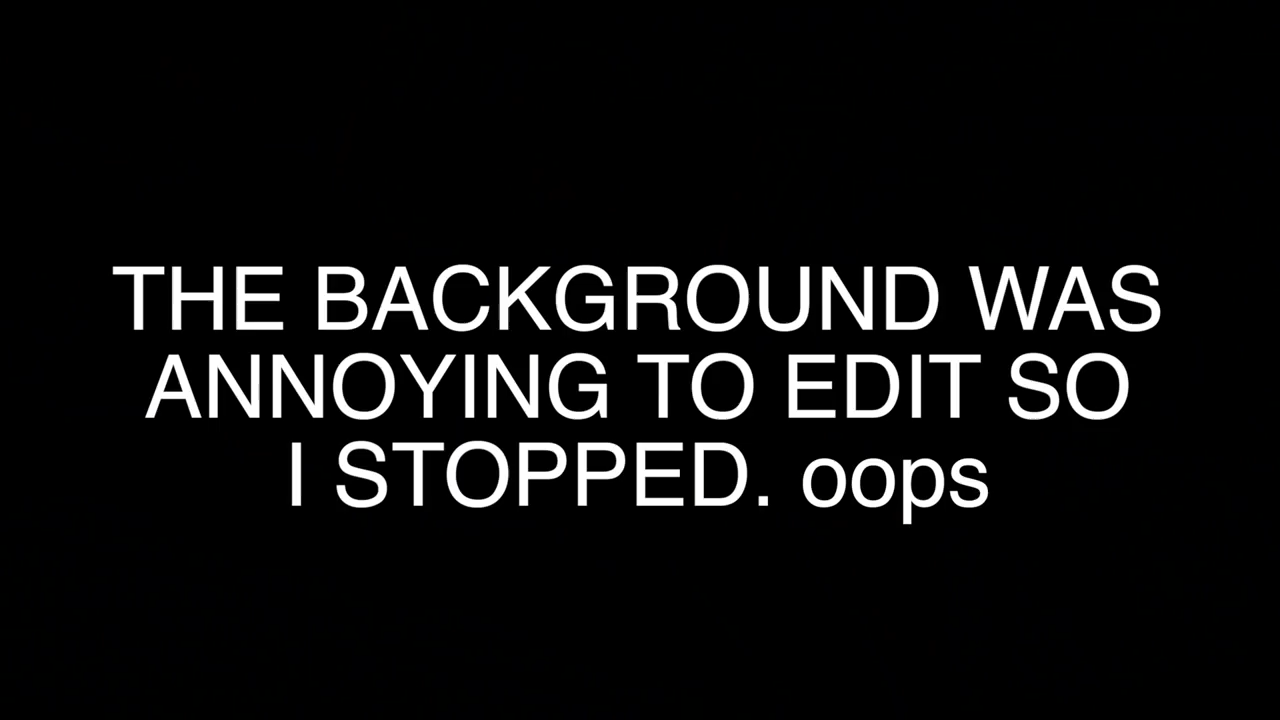 THE BACKGROUND WAS
ANNOYING TO EDIT SO
I STOPPED. oops